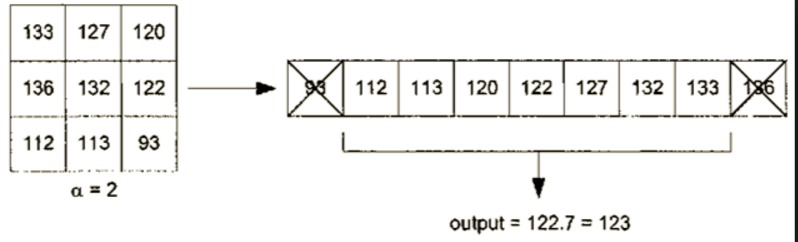 133 127 120
136 132 122
112 113 93
α = 2
93 112 113 120 122 127 132 133 136
output = 122.7 = 123